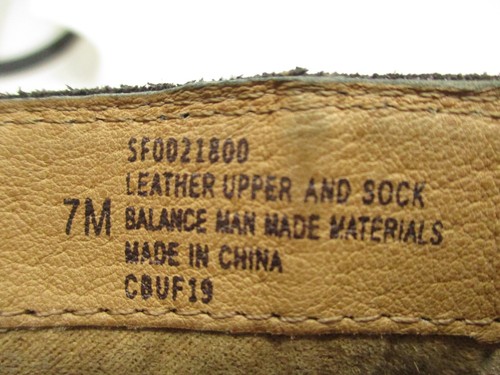 SF0021800
LEATHER UPPER AND SOCK
7M BALANCE MAN MADE MATERIALS
MADE IN CHINA
CBUF19